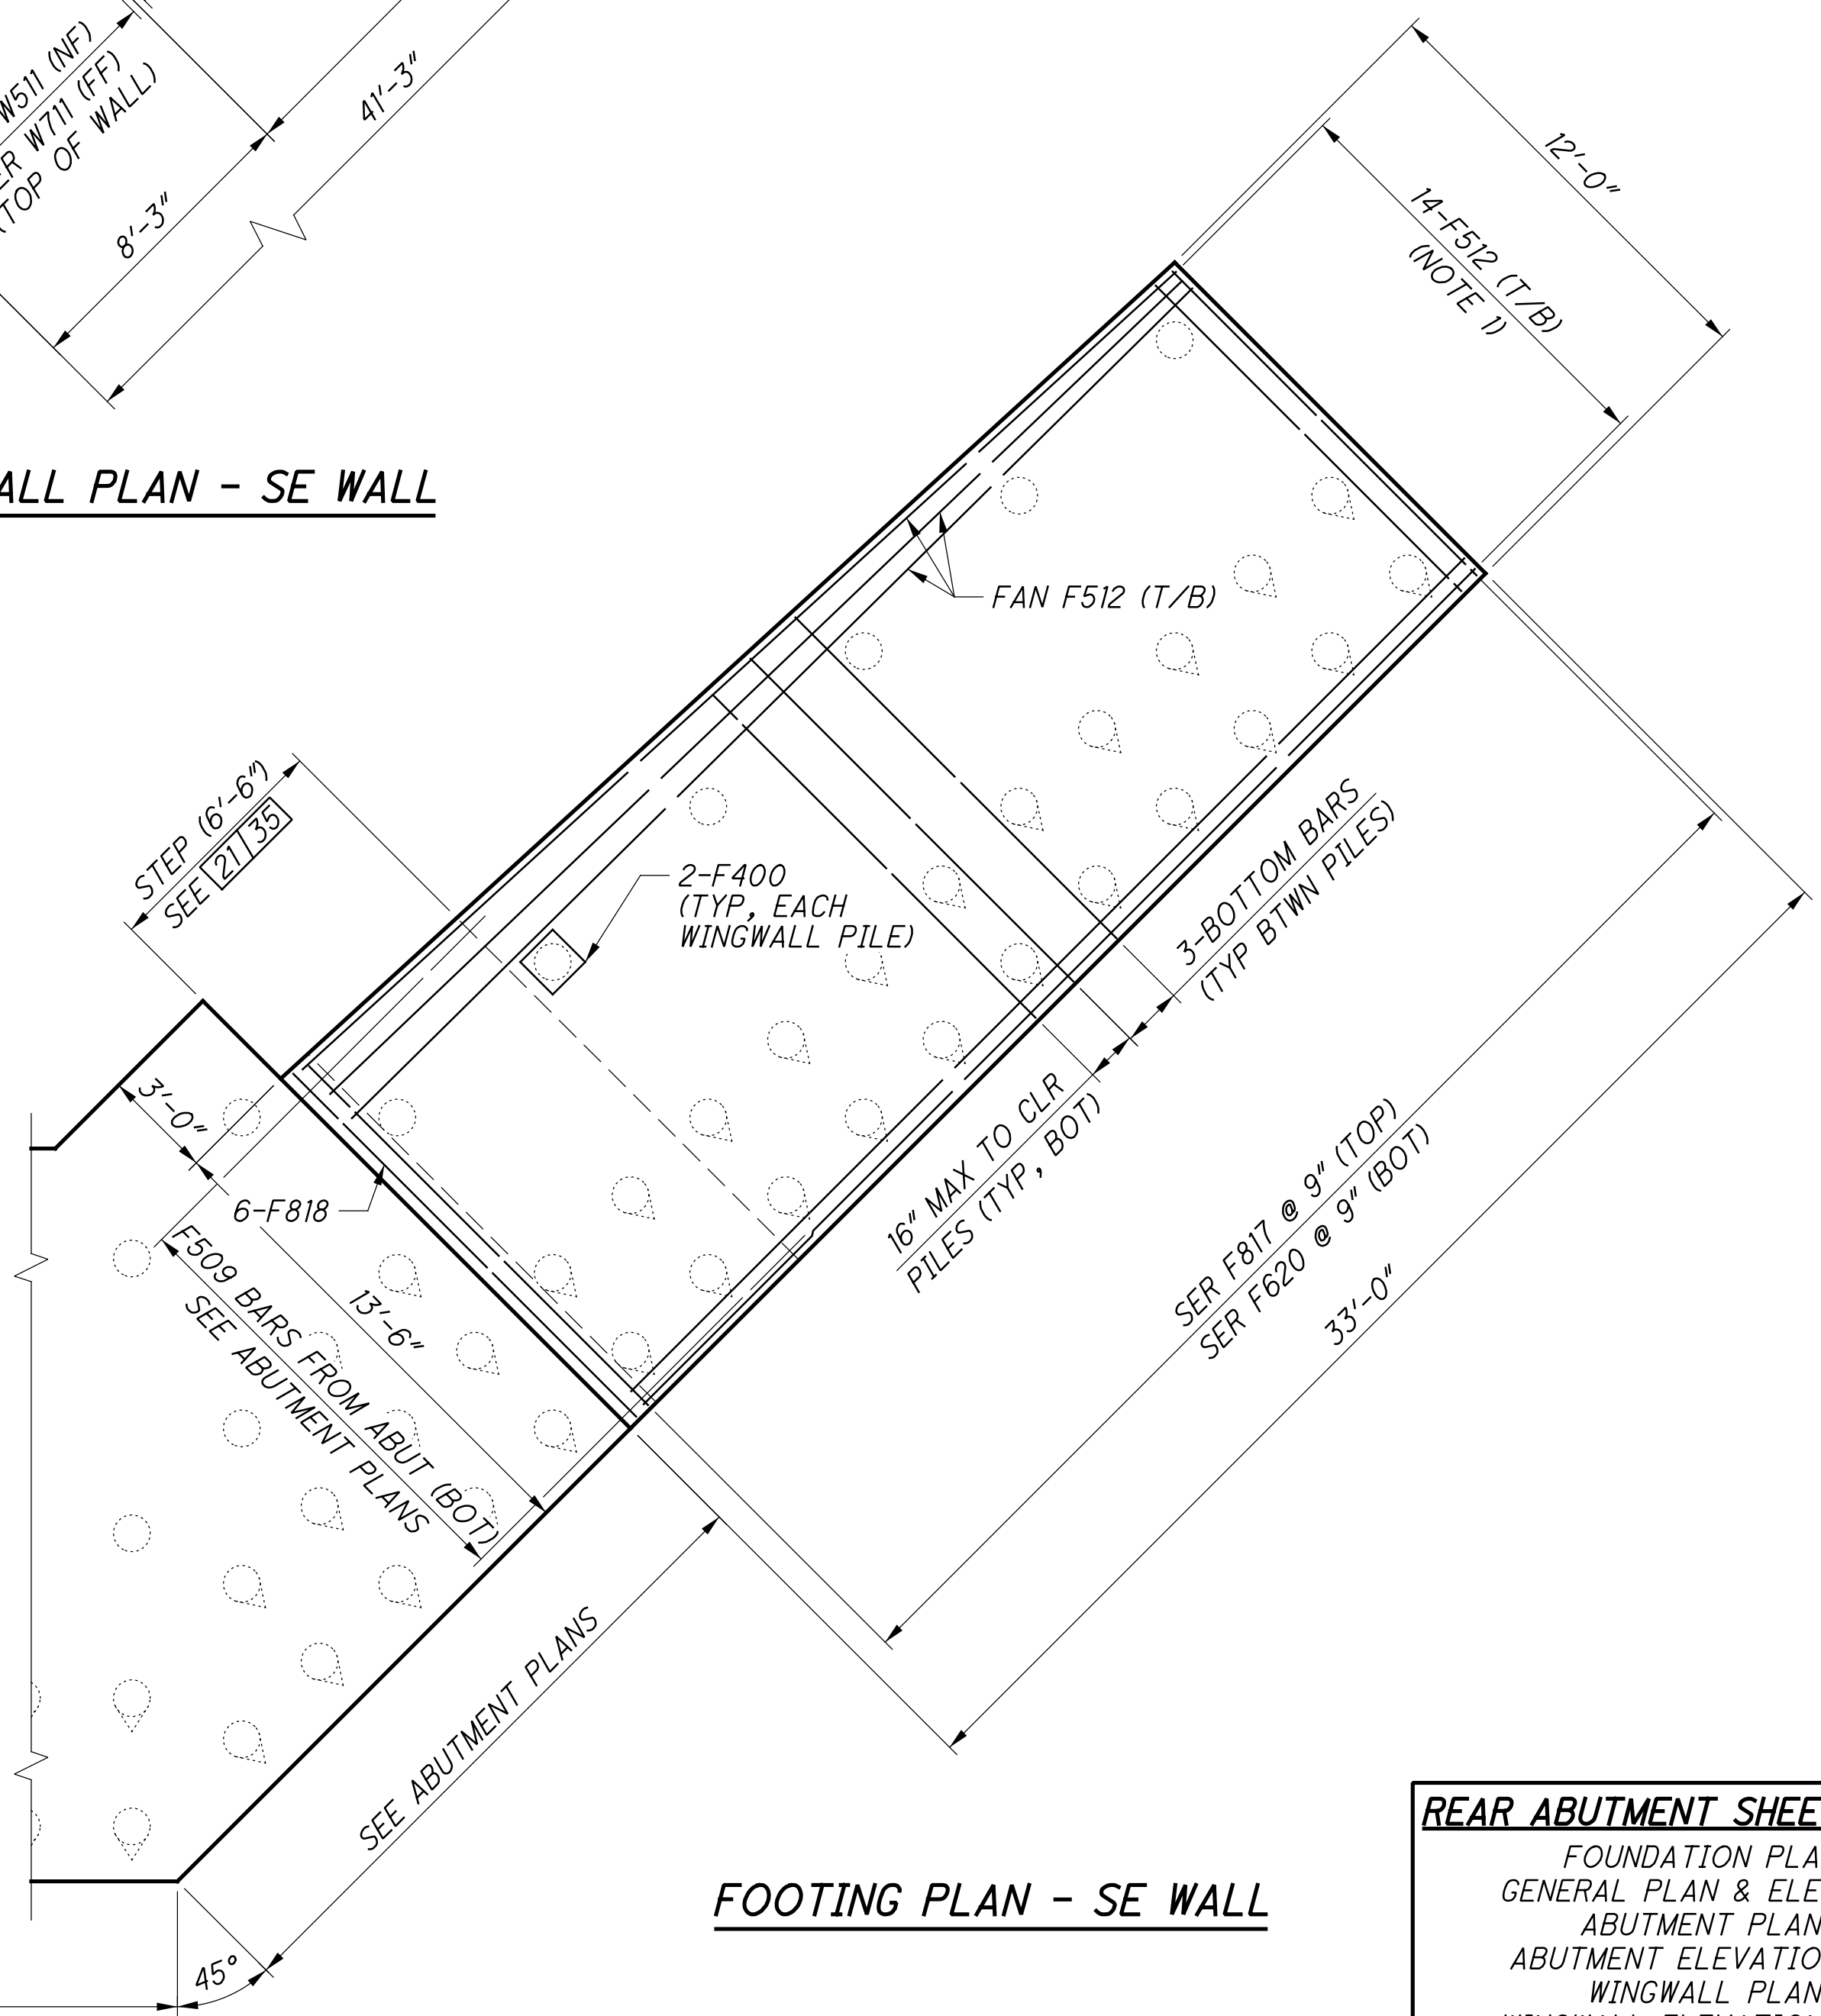 W511 (NF)
W711 (FF)
(TOP OF WALL)
8'-3"
41'-3"
12'-0"
14-F512 (T/B)
(NOTE 1)
PLAN - SE WALL
FAN F512 (T/B)
STEP (6'-6")
SEE 21/35
2-F400
(TYP, EACH
WINGWALL PILE)
3-BOTTOM BARS
(TYP BTWN PILES)
3'-0"
6-F818
16" MAX TO CLR
PILES (TYP, BOT)
SER F817 @ 9" (TOP)
SER F620 @ 9" (BOT)
33'-0"
13'-6"
F509 BARS FROM ABUT (BOT)
SEE ABUTMENT PLANS
SEE ABUTMENT PLANS
45°
FOOTING PLAN - SE WALL
REAR ABUTMENT SHEE
FOUNDATION PLA
GENERAL PLAN & ELE
ABUTMENT PLAN
ABUTMENT ELEVATIO
WINGWALL PLAN